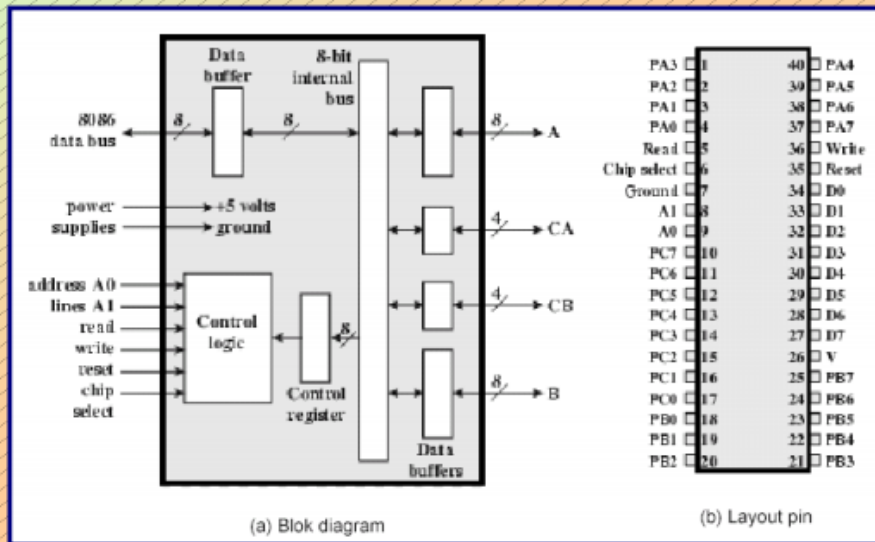 Data
buffer
8-bit
internal
bus
8086
data bus
8
8
8
A
power
supplies
+5 volts
ground
4
CA
address A0
lines A1
read
write
reset
chip
select
Control
logic
8
Control
register
4
CB
8
B
Data
buffers
(a) Blok diagram
PA3 1 40 PA4
PA2 2 39 PA5
PA1 3 38 PA6
PA0 4 37 PA7
Read 5 36 Write
Chip select 6 35 Reset
Ground 7 34 D0
A1 8 33 D1
A0 9 32 D2
PC7 10 31 D3
PC6 11 30 D4
PC5 12 29 D5
PC4 13 28 D6
PC3 14 27 D7
PC2 15 26 V
PC1 16 25 PB7
PC0 17 24 PB6
PB0 18 23 PB5
PB1 19 22 PB4
PB2 20 21 PB3
(b) Layout pin